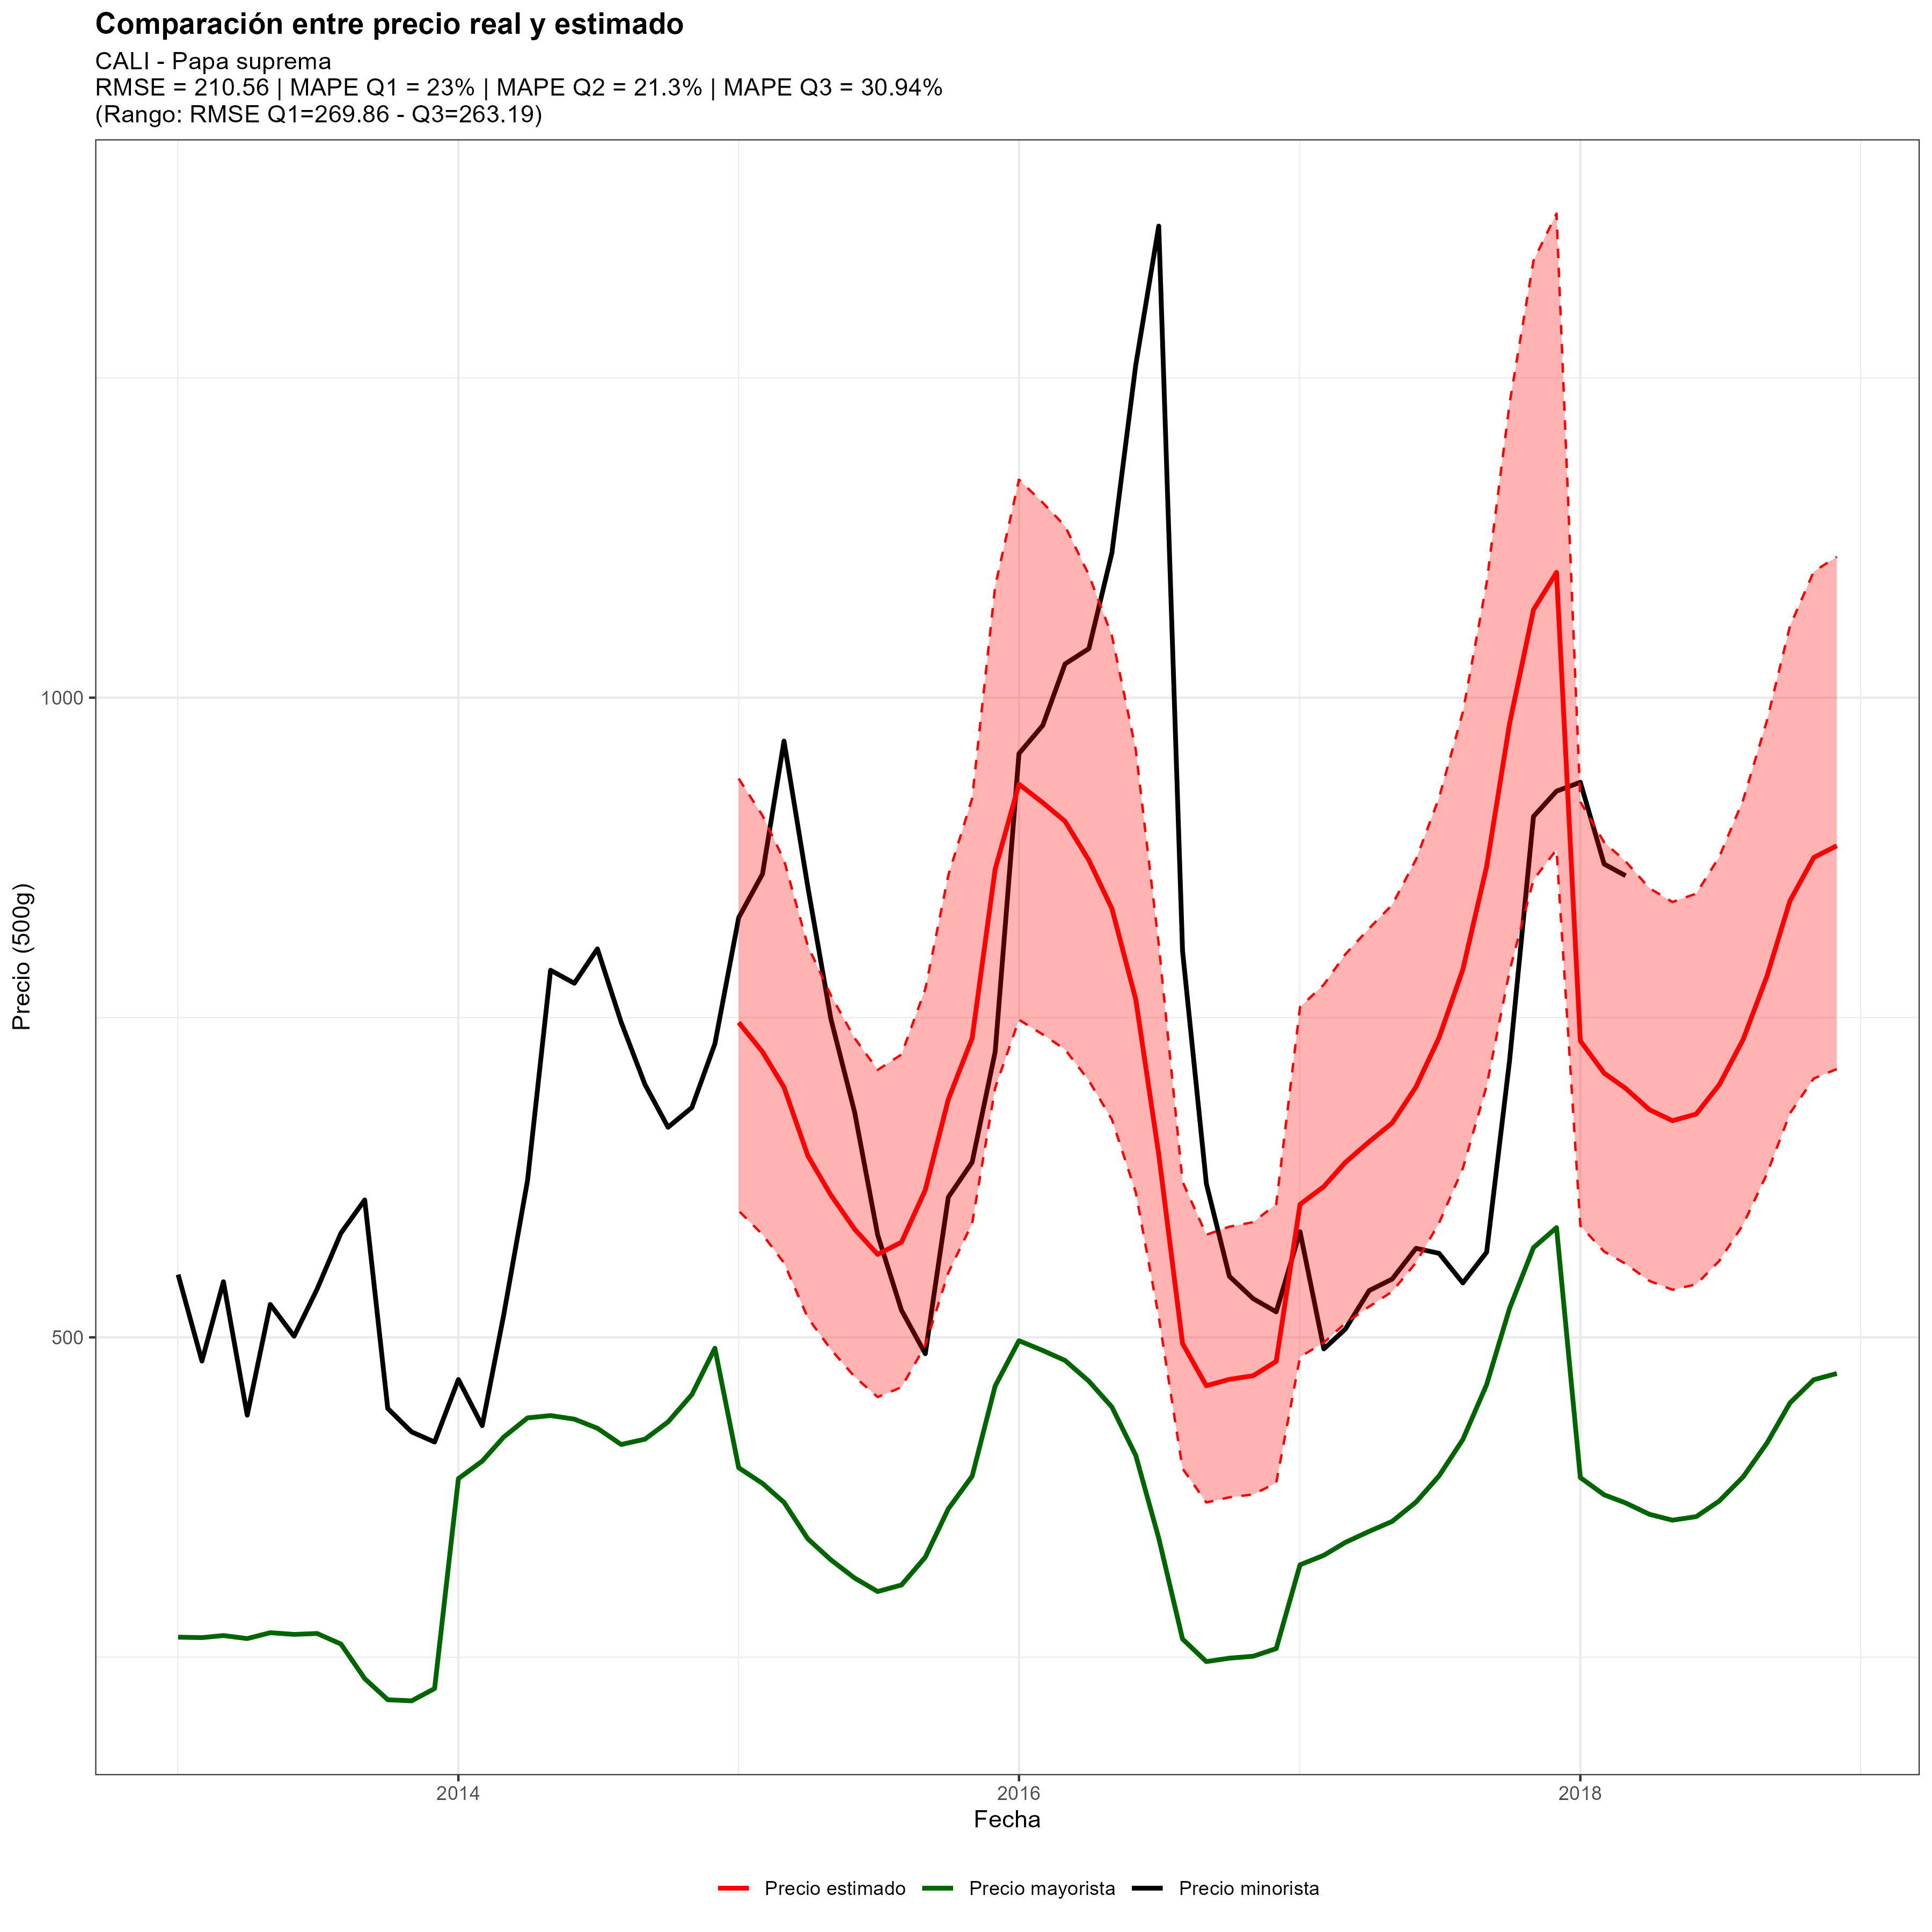 Comparación entre precio real y estimado
CALI - Papa suprema
RMSE = 210.56 | MAPE Q1 = 23% | MAPE Q2 = 21.3% | MAPE Q3 = 30.94%
(Rango: RMSE Q1=269.86 - Q3=263.19)
Precio (500g)
1000
500
2014
2016
2018
Fecha
Precio estimado
Precio mayorista
Precio minorista